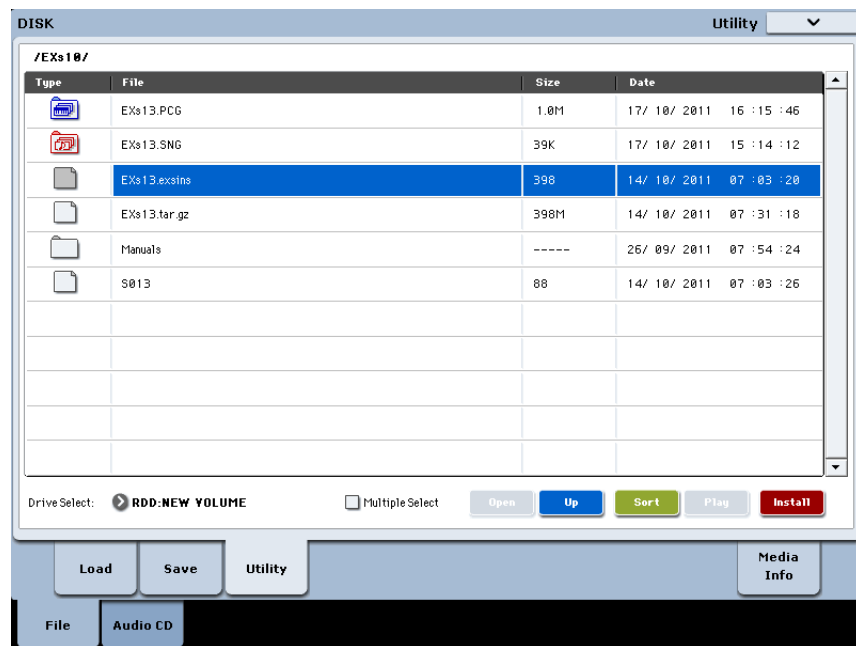 DISK Utility
/EXs10/
Type File Size Date
EXs13.PCG 1.0M 17/ 10/ 2011 16 :15 :46
EXs13.SNG 39K 17/ 10/ 2011 15 :14 :12
EXs13.exsins 398 14/ 10/ 2011 07 :03 :20
EXs13.tar.gz 398M 14/ 10/ 2011 07 :31 :18
Manuals ----- 26/ 09/ 2011 07 :54 :24
S013 88 14/ 10/ 2011 07 :03 :26
Drive Select: RDD:NEW VOLUME Multiple Select Open Up Sort Play Install
Load Save Utility Media
Info
File Audio CD